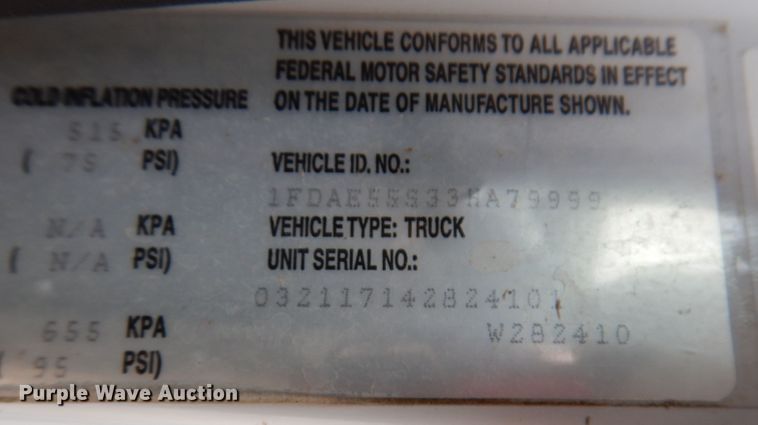 THIS VEHICLE CONFORMS TO ALL APPLICABLE
FEDERAL MOTOR SAFETY STANDARDS IN EFFECT
ON THE DATE OF MANUFACTURE SHOWN.
COLD INFLATION PRESSURE
515 KPA
( 75 PSI)
N/A KPA
( N/A PSI)
655 KPA
( 95 PSI)
VEHICLE ID. NO.:
1FDAE55S33HA79999
VEHICLE TYPE: TRUCK
UNIT SERIAL NO.:
W282410
Purple Wave Auction